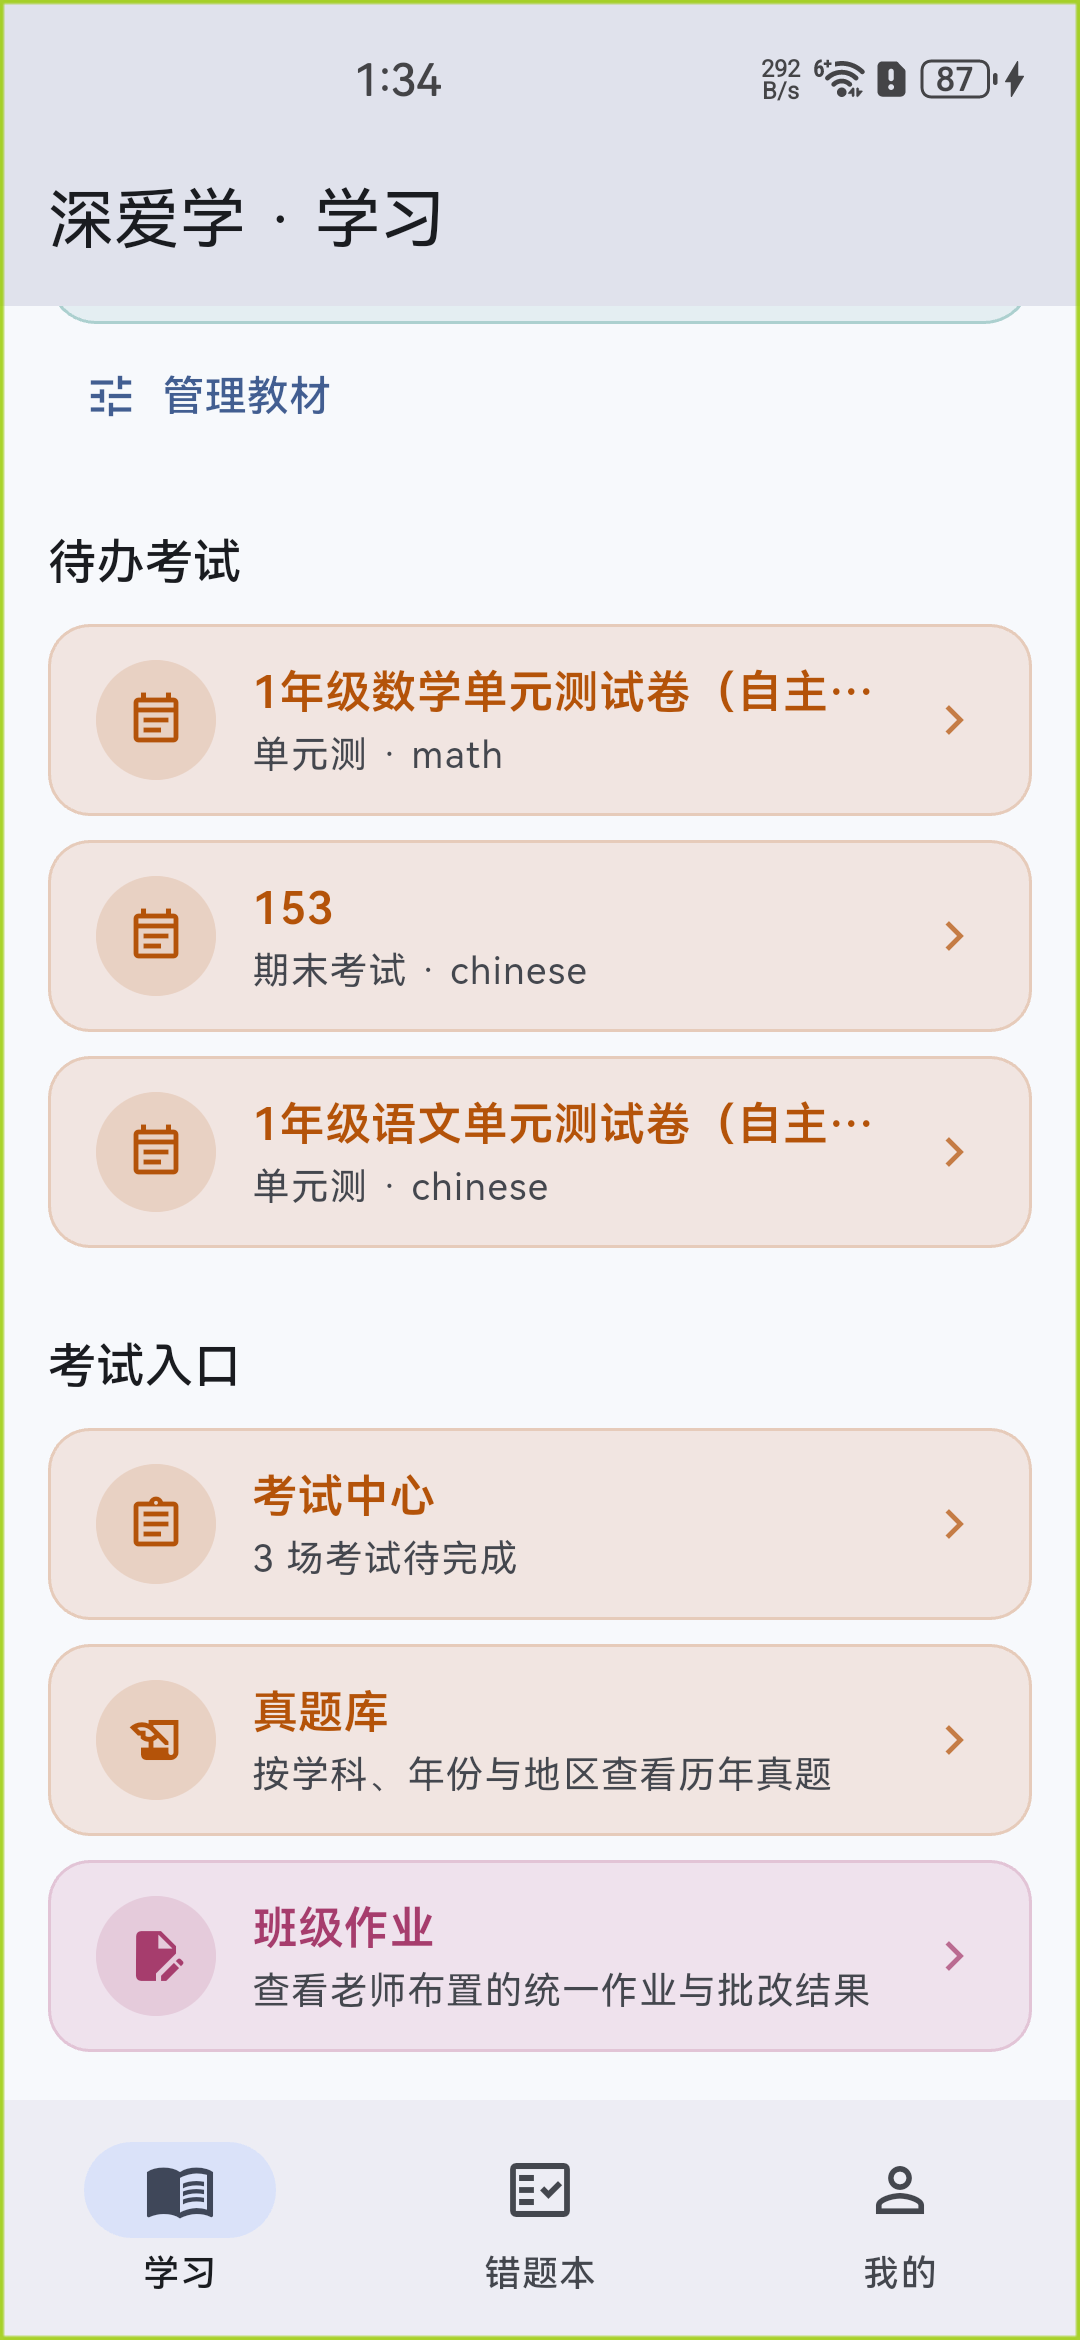 1:34
292 B/s
6+
87
深爱学 · 学习
管理教材
待办考试
1年级数学单元测试卷（自主…
单元测 · math
153
期末考试 · chinese
1年级语文单元测试卷（自主…
单元测 · chinese
考试入口
考试中心
3 场考试待完成
真题库
按学科、年份与地区查看历年真题
班级作业
查看老师布置的统一作业与批改结果
学习
错题本
我的